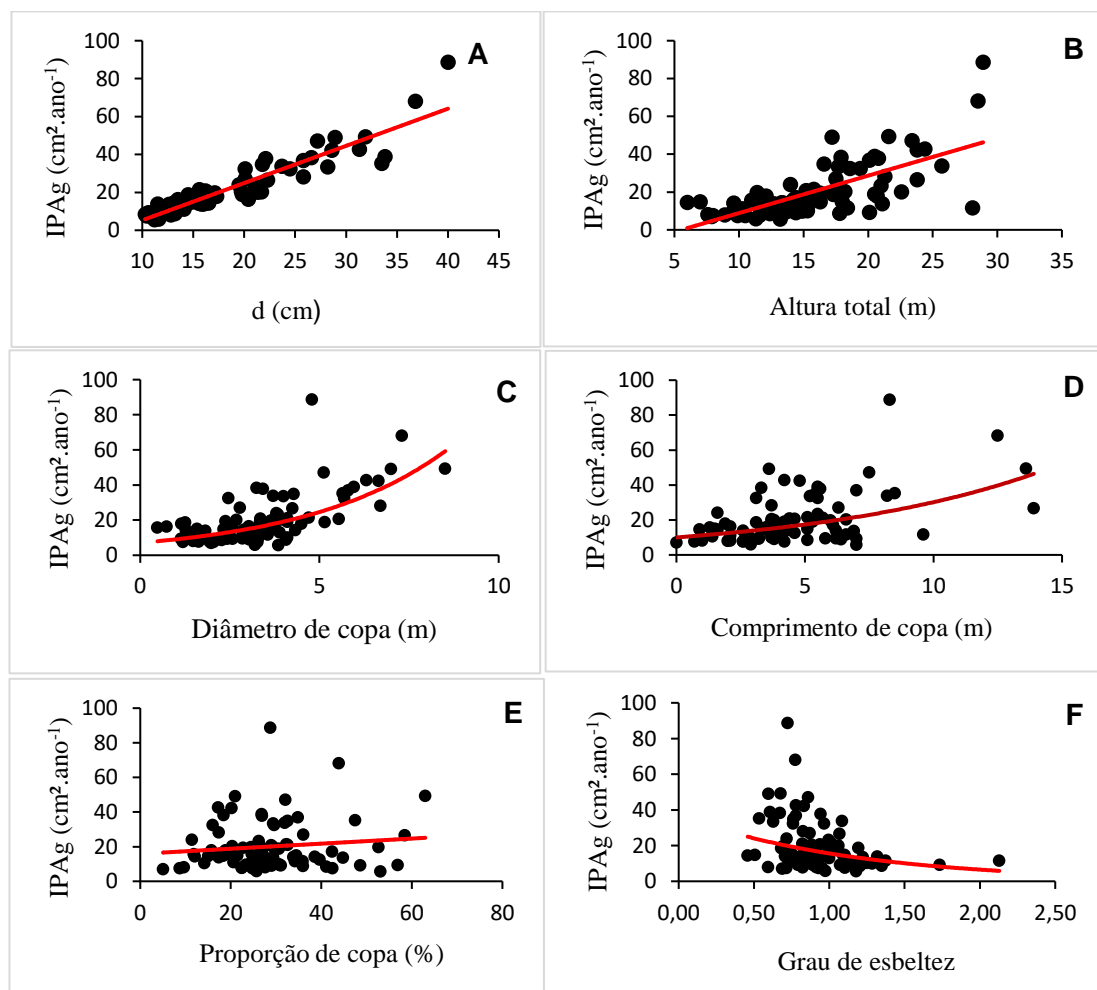 A
IPAg (cm².ano⁻¹)
100
80
60
40
20
0
10 15 20 25 30 35 40 45
d (cm)
B
IPAg (cm².ano⁻¹)
100
80
60
40
20
0
5 10 15 20 25 30 35
Altura total (m)
C
IPAg (cm².ano⁻¹)
100
80
60
40
20
0
0 5 10
Diâmetro de copa (m)
D
IPAg (cm².ano⁻¹)
100
80
60
40
20
0
0 5 10 15
Comprimento de copa (m)
E
IPAg (cm².ano⁻¹)
100
80
60
40
20
0
0 20 40 60 80
Proporção de copa (%)
F
IPAg (cm².ano⁻¹)
100
80
60
40
20
0
0,00 0,50 1,00 1,50 2,00 2,50
Grau de esbeltez